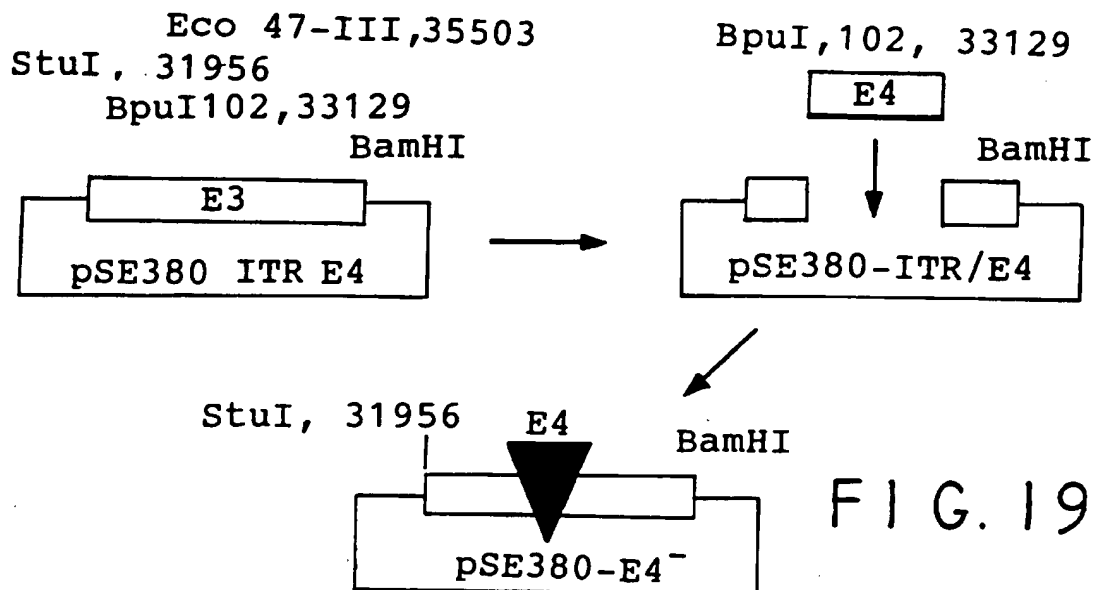 Eco 47-III,35503
StuI, 31956
BpuI102,33129
BamHI
E3
pSE380 ITR E4
BpuI,102, 33129
E4
BamHI
pSE380-ITR/E4
StuI, 31956
E4
BamHI
pSE380-E4⁻
FIG. 19